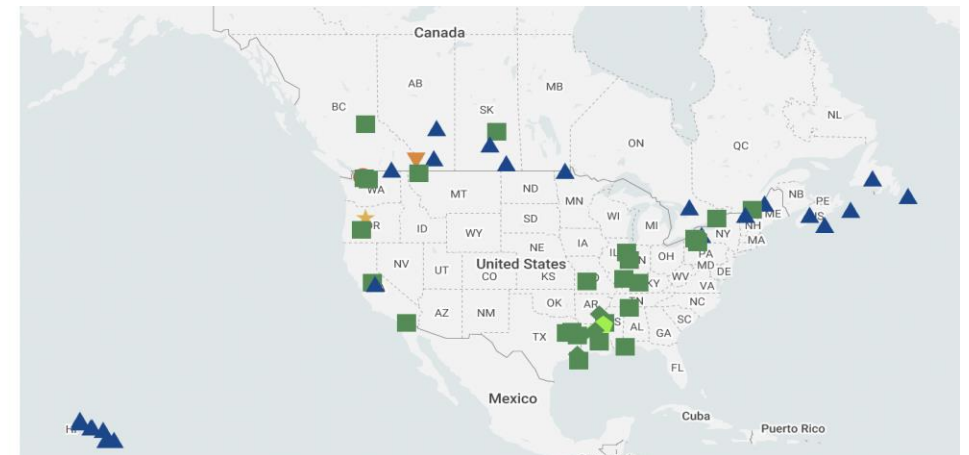 Canada
AB
MB
BC
SK
NL
ON
QC
WA
MT
ND
MN
NB
PE
ME
SD
WI
MI
NH
ID
WY
NY
MA
IA
NE
PA
OH
MD
DE
NV
UT
United States
CO
KS
KY
WV
VA
OK
AR
TN
NC
AZ
NM
SC
TX
AL
GA
FL
Mexico
Cuba
Puerto Rico